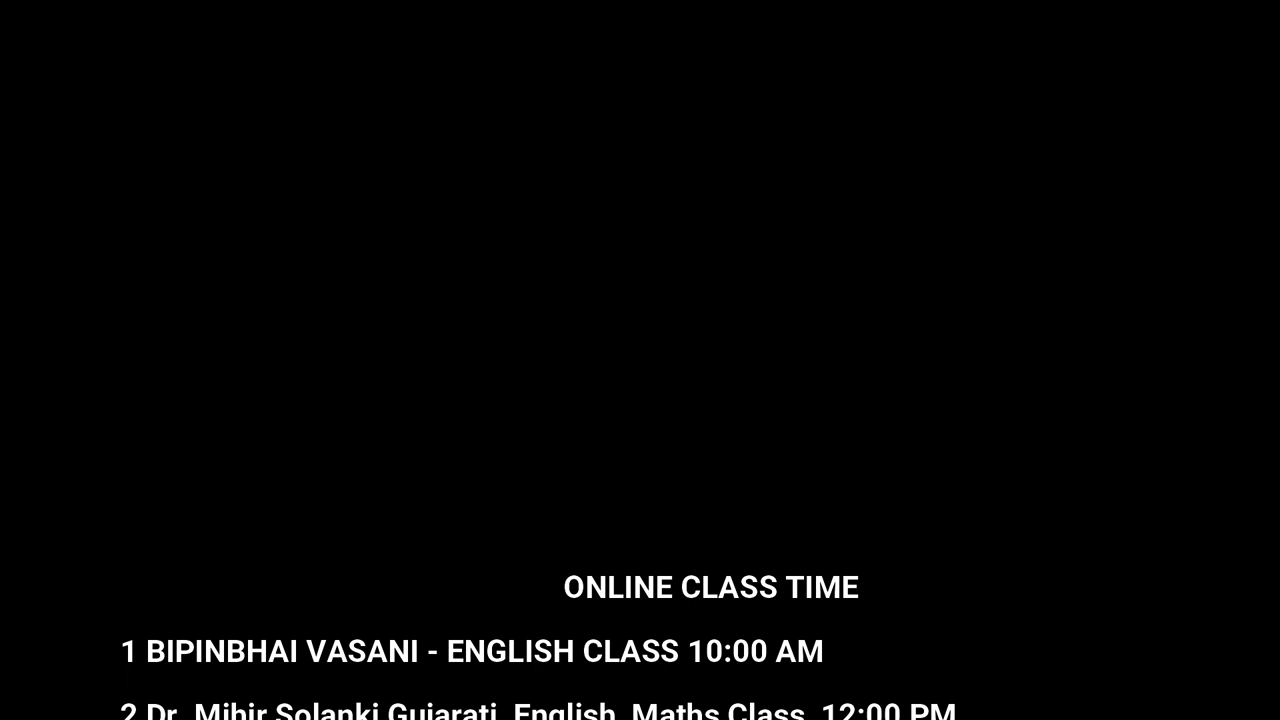 ONLINE CLASS TIME
1 BIPINBHAI VASANI - ENGLISH CLASS 10:00 AM
2 Dr. Mihir Solanki Gujarati, English, Maths Class  12:00 PM